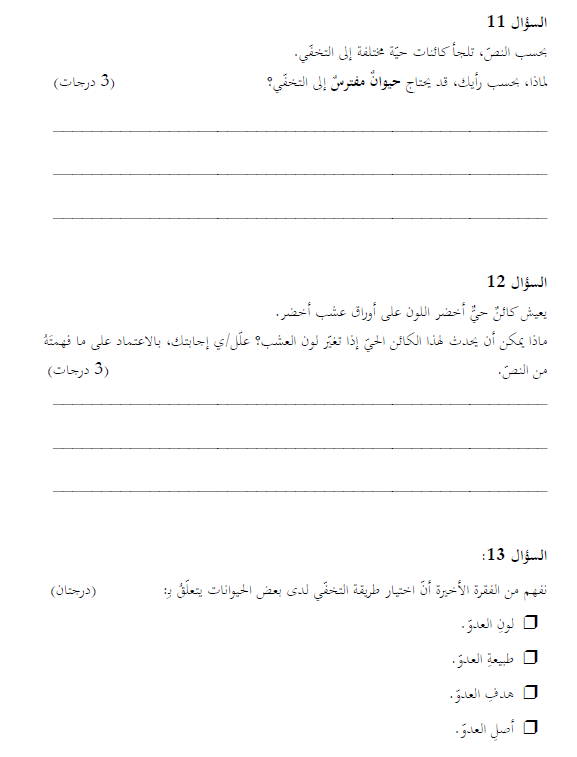 السؤال 11
بحسب النصّ، تلجأ كائنات حيّة مختلفة إلى التخفّي.
لماذا، بحسب رأيك، قد يحتاج حيوانٌ مفترسٌ إلى التخفّي؟ (3 درجات)
السؤال 12
يعيش كائنٌ حيٌّ أخضر اللون على أوراق عشب أخضر.
ماذا يمكن أن يحدث لهذا الكائن الحيّ إذا تغيّر لون العشب؟ علّل/ي إجابتك، بالاعتماد على ما فهمتَهُ
من النصّ. (3 درجات)
السؤال 13:
نفهم من الفقرة الأخيرة أنّ اختيار طريقة التخفّي لدى بعض الحيوانات يتعلّقُ بـِ: (درجتان)
❒ لونِ العدوّ.
❒ طبيعةِ العدوّ.
❒ هدفِ العدوّ.
❒ أصلِ العدوّ.